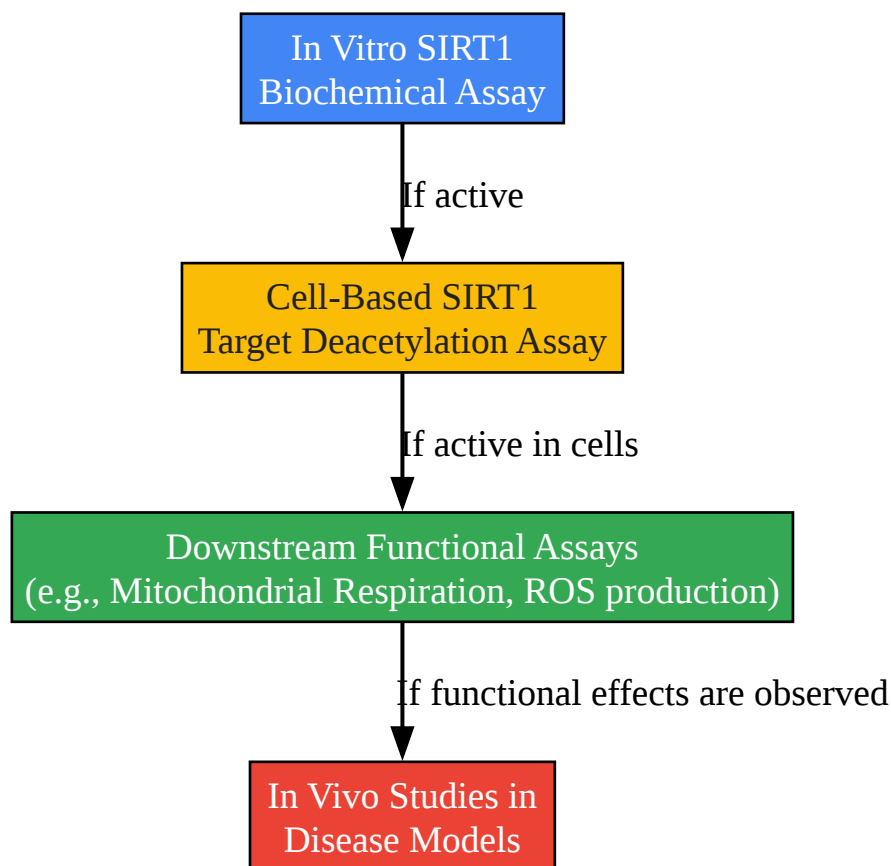 In Vitro SIRT1
Biochemical Assay
If active
Cell-Based SIRT1
Target Deacetylation Assay
If active in cells
Downstream Functional Assays
(e.g., Mitochondrial Respiration, ROS production)
If functional effects are observed
In Vivo Studies in
Disease Models